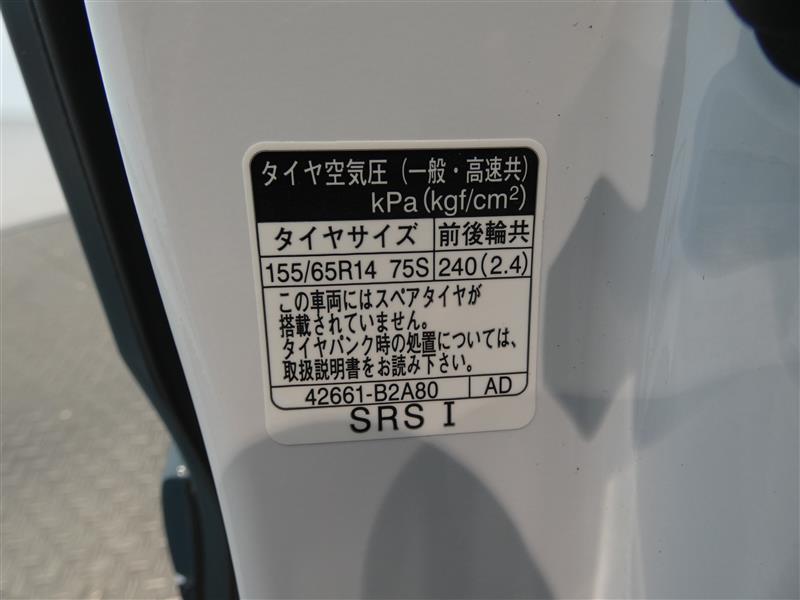 タイヤ空気圧 (一般・高速共)
kPa(kgf/cm²)
タイヤサイズ 前後輪共
155/65R14 75S 240(2.4)
この車両にはスペアタイヤが
搭載されていません。
タイヤパンク時の処置については、
取扱説明書をお読み下さい。
42661-B2A80 AD
SRS I